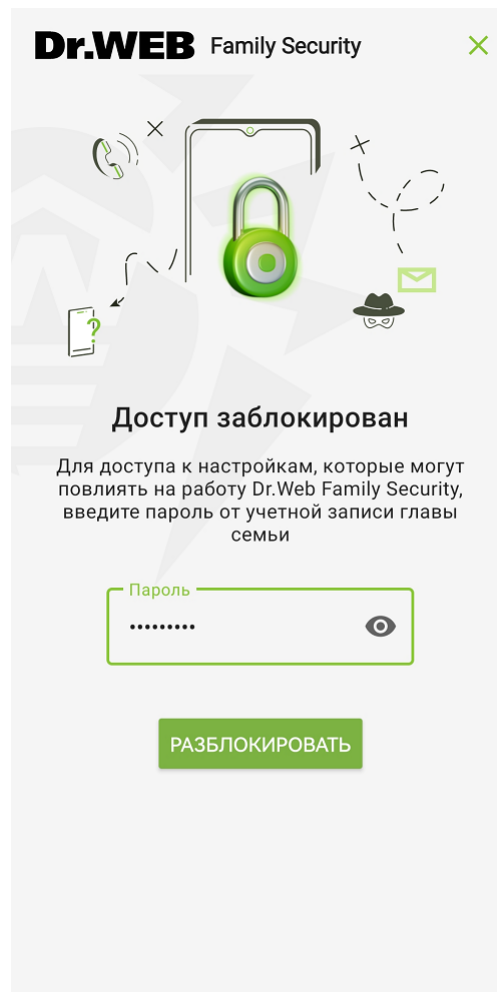 Dr.WEB Family Security
?
Доступ заблокирован
Для доступа к настройкам, которые могут
повлиять на работу Dr.Web Family Security,
введите пароль от учетной записи главы
семьи
Пароль
•••••••••
РАЗБЛОКИРОВАТЬ